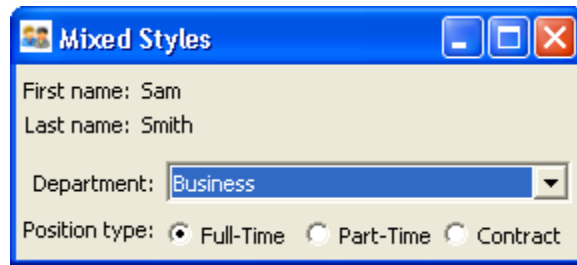 Mixed Styles
First name: Sam
Last name: Smith
Department: Business
Position type: Full-Time Part-Time Contract